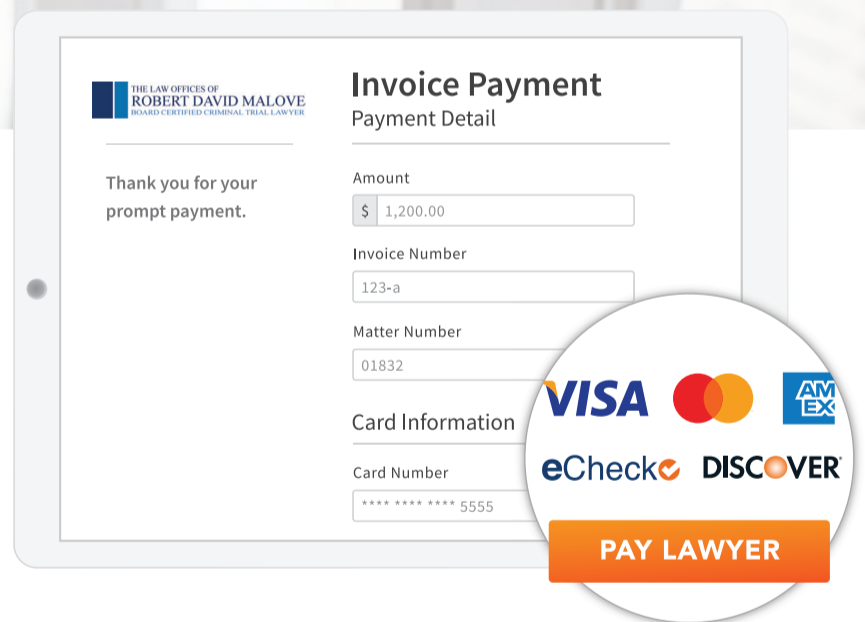 THE LAW OFFICES OF
ROBERT DAVID MALOVE
BOARD CERTIFIED CRIMINAL TRIAL LAWYER
Thank you for your
prompt payment.
Invoice Payment
Payment Detail
Amount
$ 1,200.00
Invoice Number
123-a
Matter Number
01832
Card Information
Card Number
**** **** **** 5555
VISA
AM
EX
eCheck
DISCOVER
PAY LAWYER